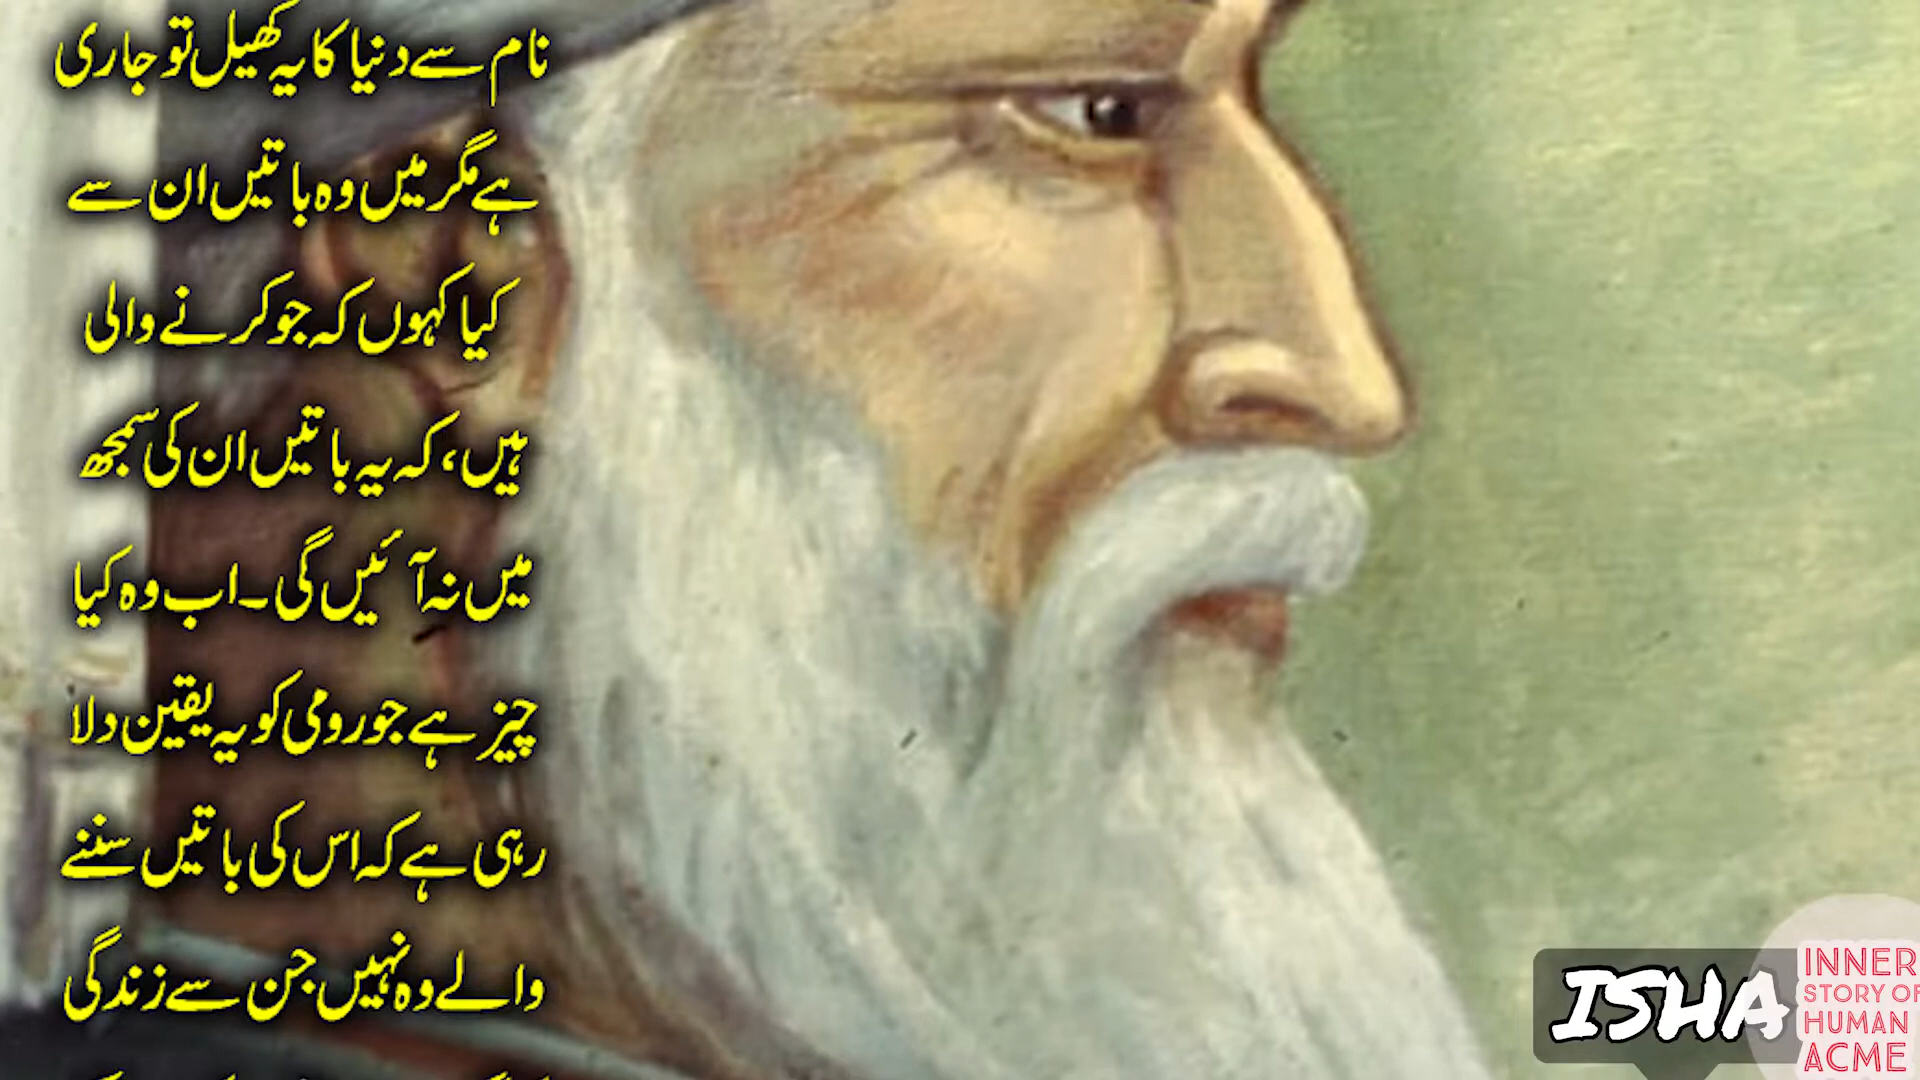 نام سے دنیا کا یہ کھیل تو جاری
ہے مگر میں وہ باتیں ان سے
کیا کہوں کہ جو کرنے والی
ہیں، کہ یہ باتیں ان کی سمجھ
میں نہ آئیں گی۔ اب وہ کیا
چیز ہے جو رومی کو یہ یقین دلا
رہی ہے کہ اس کی باتیں سننے
والے وہ نہیں جن سے زندگی
ISHA
INNER
STORY OF
HUMAN
ACME